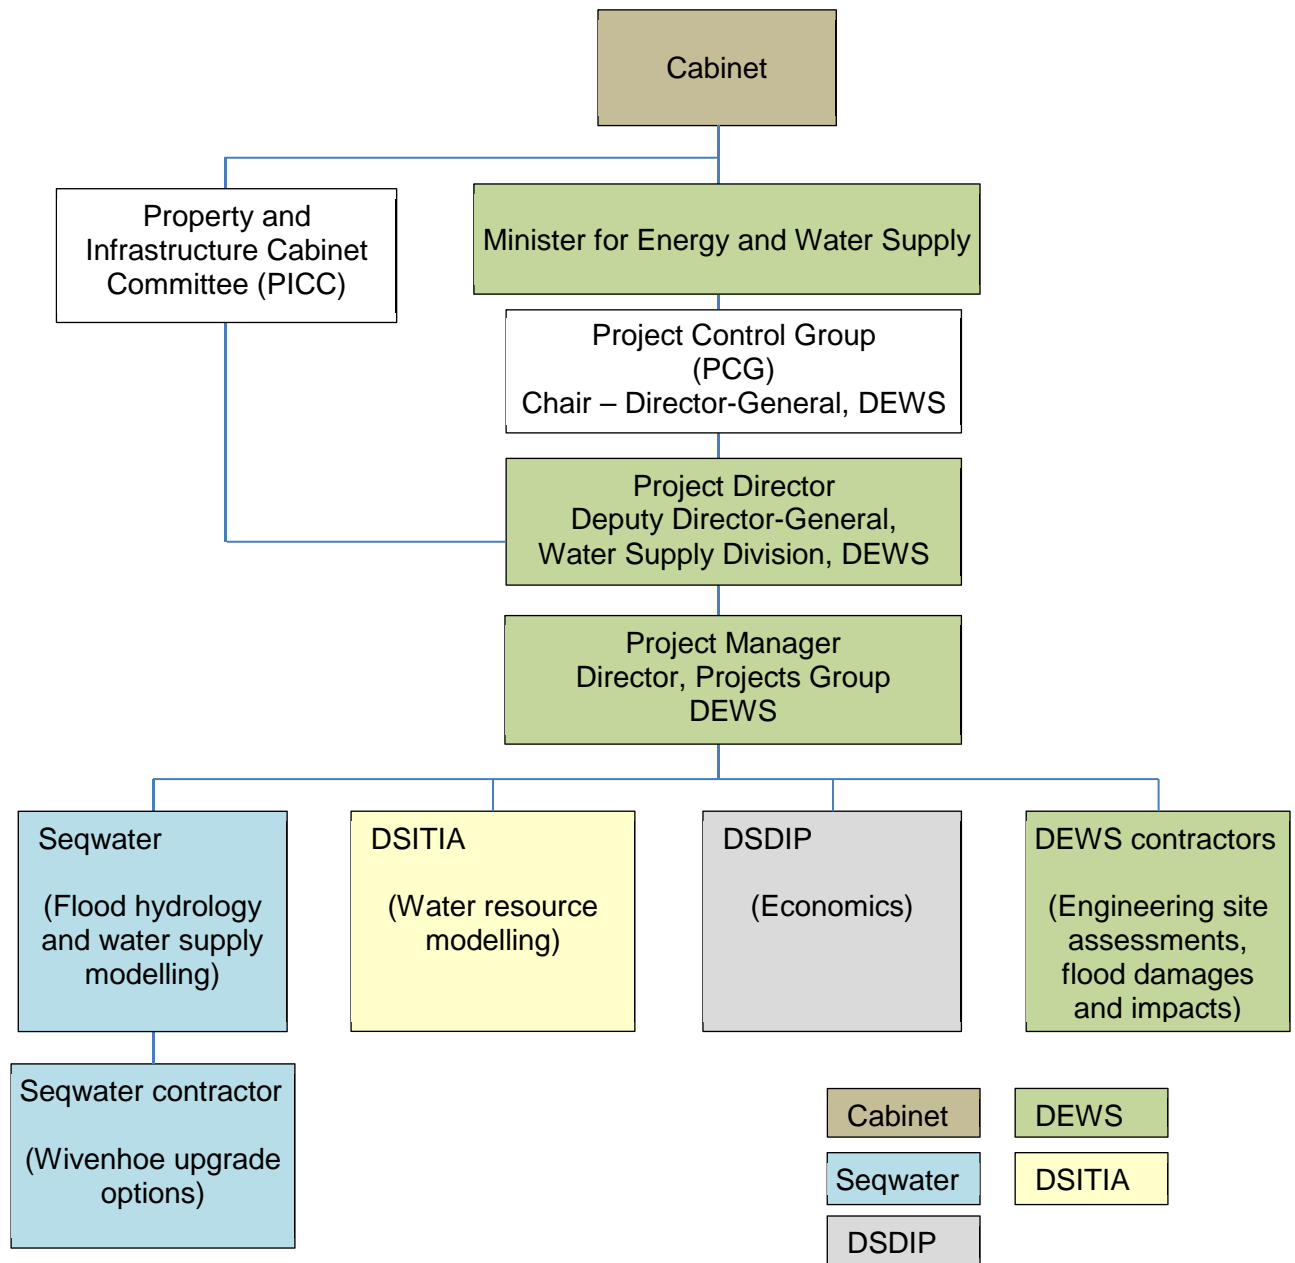 Cabinet
Property and
Infrastructure Cabinet
Committee (PICC)
Minister for Energy and Water Supply
Project Control Group
(PCG)
Chair – Director-General, DEWS
Project Director
Deputy Director-General,
Water Supply Division, DEWS
Project Manager
Director, Projects Group
DEWS
Seqwater
(Flood hydrology
and water supply
modelling)
DSITIA
(Water resource
modelling)
DSDIP
(Economics)
DEWS contractors
(Engineering site
assessments,
flood damages
and impacts)
Seqwater contractor
(Wivenhoe upgrade
options)
Cabinet
DEWS
Seqwater
DSITIA
DSDIP